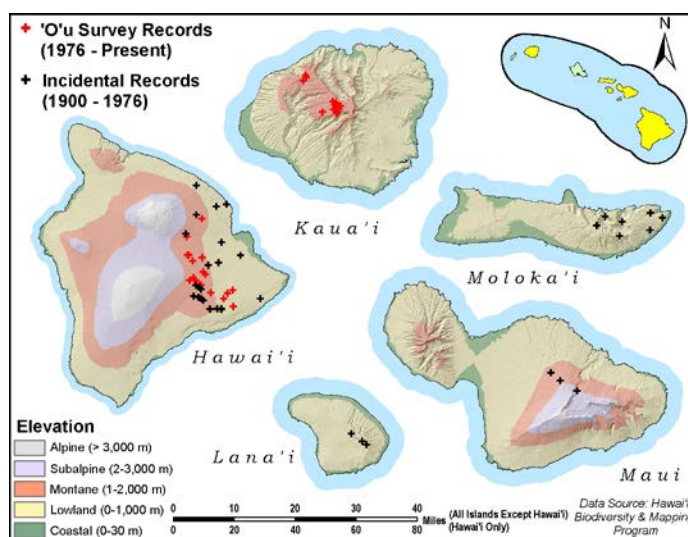 'O'u Survey Records
(1976 - Present)
Incidental Records
(1900 - 1976)
N
Kaua'i
Moloka'i
Hawai'i
Lana'i
Maui
Elevation
Alpine (> 3,000 m)
Subalpine (2-3,000 m)
Montane (1-2,000 m)
Lowland (0-1,000 m)
Coastal (0-30 m)
0 10 20 30 40
Miles (All Islands Except Hawai'i)
(Hawai'i Only)
0 20 40 60 80
Data Source: Hawai'i
Biodiversity & Mapping
Program